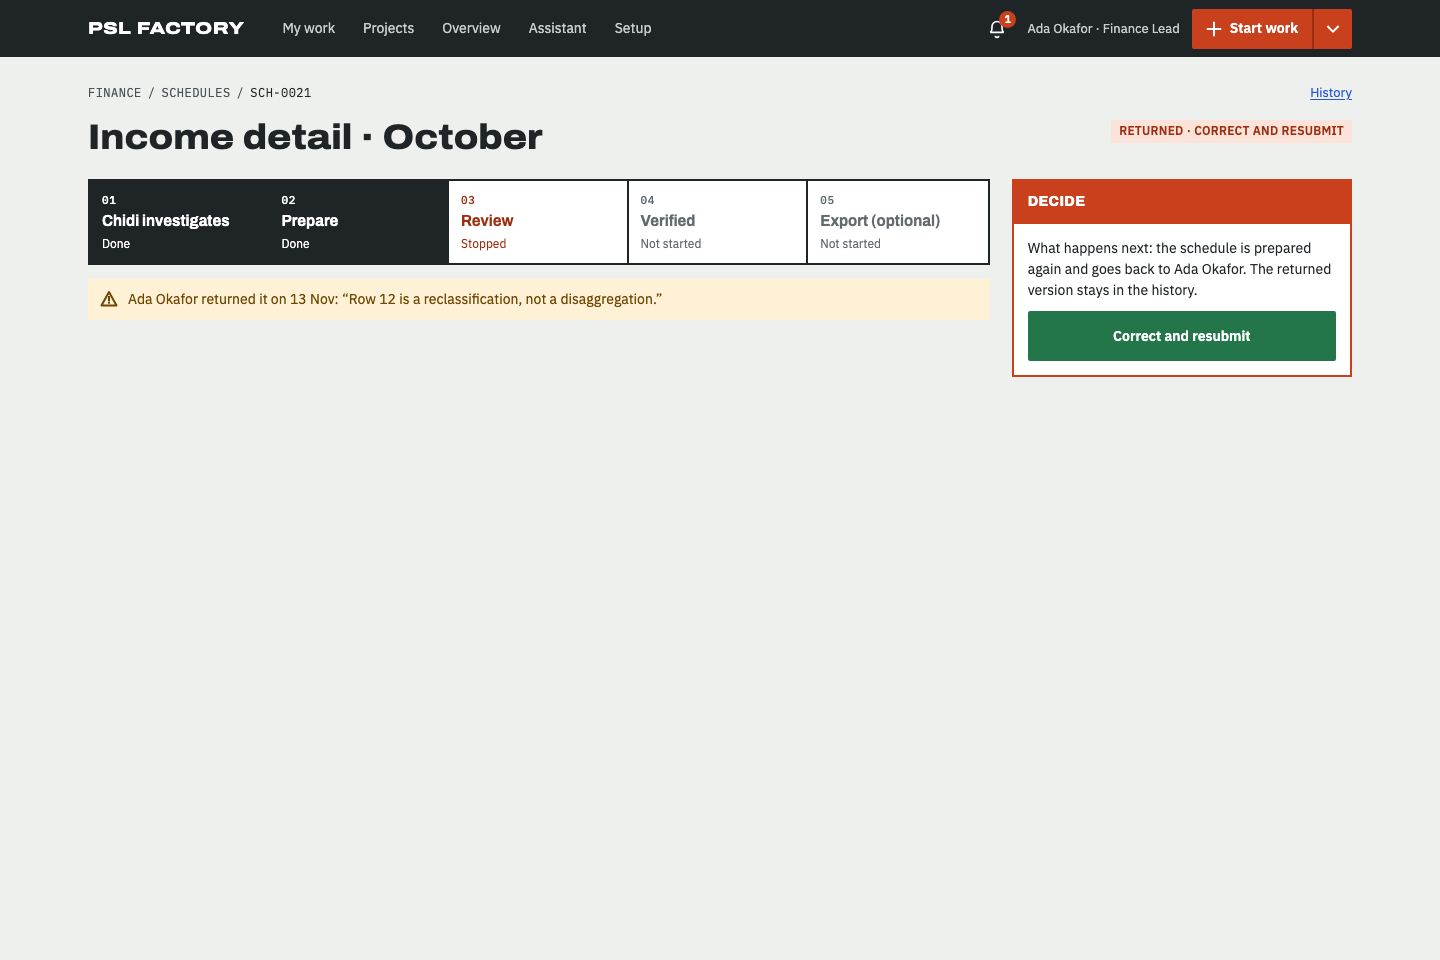 PSL FACTORY
My work
Projects
Overview
Assistant
Setup
1
Ada Okafor · Finance Lead
Start work
FINANCE / SCHEDULES / SCH-0021
History
Income detail · October
RETURNED · CORRECT AND RESUBMIT
01
Chidi investigates
Done
02
Prepare
Done
03
Review
Stopped
04
Verified
Not started
05
Export (optional)
Not started
Ada Okafor returned it on 13 Nov: “Row 12 is a reclassification, not a disaggregation.”
DECIDE
What happens next: the schedule is prepared
again and goes back to Ada Okafor. The returned
version stays in the history.
Correct and resubmit